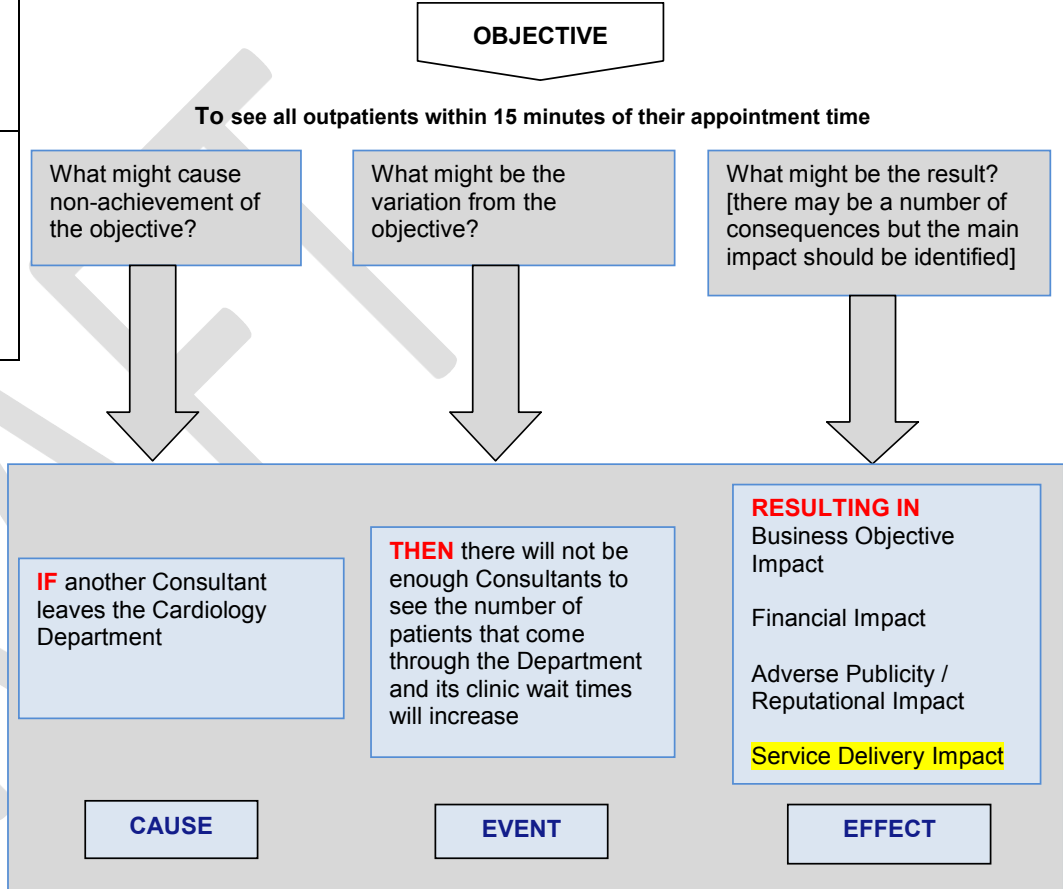 OBJECTIVE
To see all outpatients within 15 minutes of their appointment time
What might cause
non-achievement of
the objective?
What might be the
variation from the
objective?
What might be the result?
[there may be a number of
consequences but the main
impact should be identified]
IF another Consultant
leaves the Cardiology
Department
THEN there will not be
enough Consultants to
see the number of
patients that come
through the Department
and its clinic wait times
will increase
RESULTING IN
Business Objective
Impact
Financial Impact
Adverse Publicity /
Reputational Impact
Service Delivery Impact
CAUSE
EVENT
EFFECT